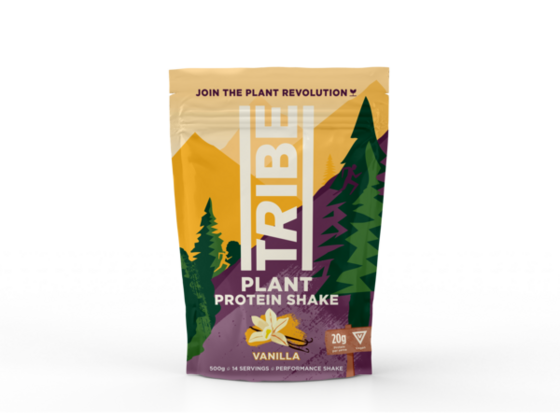 JOIN THE PLANT REVOLUTION
TRIBE
PLANT
PROTEIN SHAKE
VANILLA
20g
500g
14 SERVINGS
PERFORMANCE SHAKE